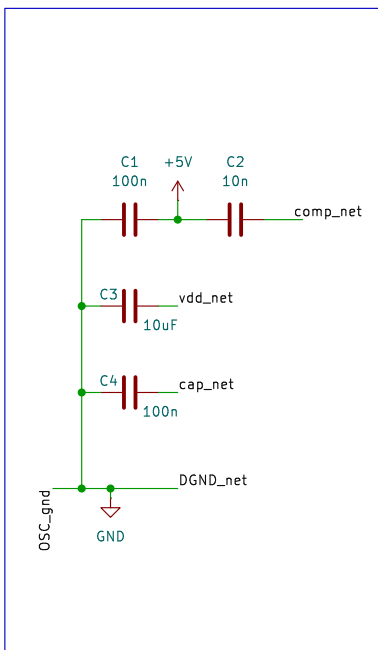 C1
+5V
C2
100n
10n
comp_net
C3
vdd_net
10uF
C4
cap_net
100n
DGND_net
OSC_gnd
GND